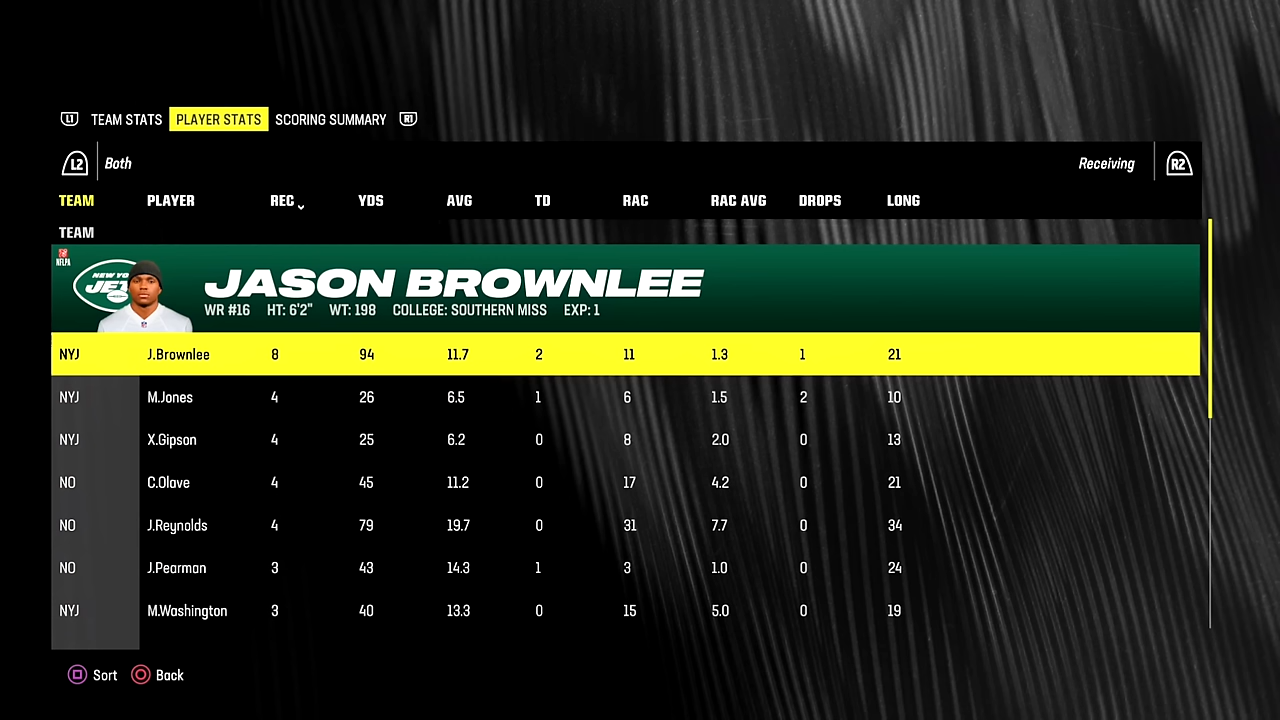 L1 TEAM STATS PLAYER STATS SCORING SUMMARY R1
L2 Both Receiving R2
TEAM PLAYER REC YDS AVG TD RAC RAC AVG DROPS LONG
TEAM
NFLPA
NEW YO
JET
JASON BROWNLEE
WR #16 HT: 6'2" WT: 198 COLLEGE: SOUTHERN MISS EXP: 1
NYJ J.Brownlee 8 94 11.7 2 11 1.3 1 21
NYJ M.Jones 4 26 6.5 1 6 1.5 2 10
NYJ X.Gipson 4 25 6.2 0 8 2.0 0 13
NO C.Olave 4 45 11.2 0 17 4.2 0 21
NO J.Reynolds 4 79 19.7 0 31 7.7 0 34
NO J.Pearman 3 43 14.3 1 3 1.0 0 24
NYJ M.Washington 3 40 13.3 0 15 5.0 0 19
Sort Back